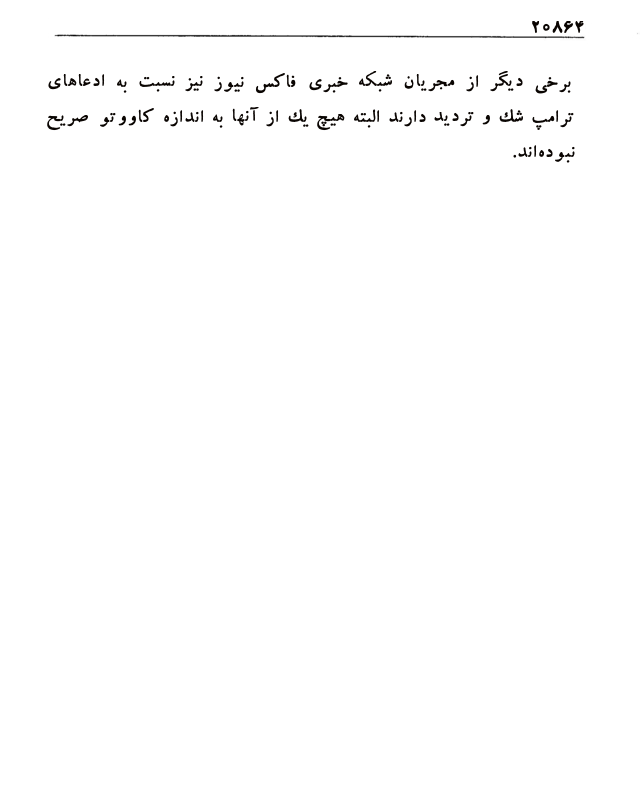 ۲۰۸۶۴
برخی دیگر از مجریان شبکه خبری فاکس نیوز نیز نسبت به ادعاهای
ترامپ شك و تردید دارند البته هیچ یك از آنها به اندازه کاووتو صریح
نبوده‌اند.